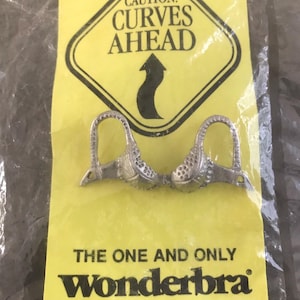 CAUTION:
CURVES
AHEAD
THE ONE AND ONLY
Wonderbra®